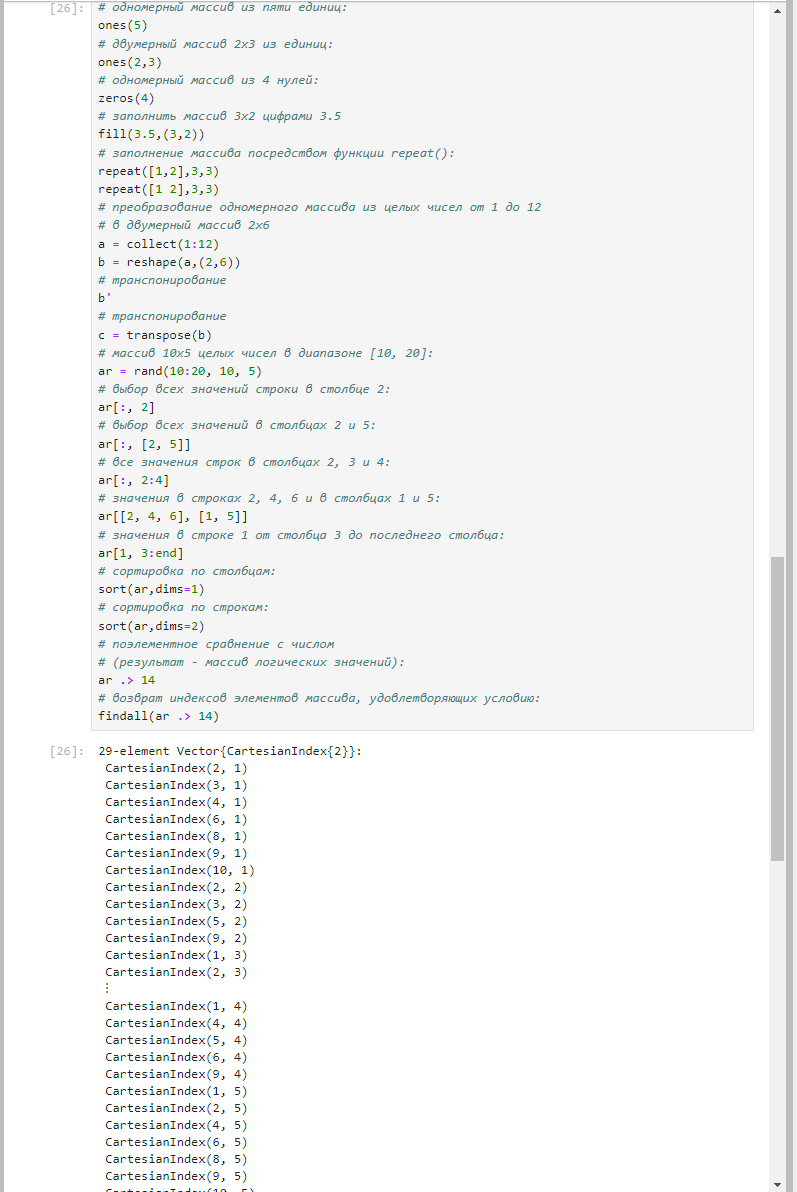 [26]: # одномерный массив из пяти единиц:
ones(5)
# двумерный массив 2x3 из единиц:
ones(2,3)
# одномерный массив из 4 нулей:
zeros(4)
# заполнить массив 3x2 цифрами 3.5
fill(3.5,(3,2))
# заполнение массива посредством функции repeat():
repeat([1,2],3,3)
repeat([1 2],3,3)
# преобразование одномерного массива из целых чисел от 1 до 12
# в двумерный массив 2x6
a = collect(1:12)
b = reshape(a,(2,6))
# транспонирование
b'
# транспонирование
c = transpose(b)
# массив 10x5 целых чисел в диапазоне [10, 20]:
ar = rand(10:20, 10, 5)
# выбор всех значений строки в столбце 2:
ar[:, 2]
# выбор всех значений в столбцах 2 и 5:
ar[:, [2, 5]]
# все значения строк в столбцах 2, 3 и 4:
ar[:, 2:4]
# значения в строках 2, 4, 6 и в столбцах 1 и 5:
ar[[2, 4, 6], [1, 5]]
# значения в строке 1 от столбца 3 до последнего столбца:
ar[1, 3:end]
# сортировка по столбцам:
sort(ar,dims=1)
# сортировка по строкам:
sort(ar,dims=2)
# поэлементное сравнение с числом
# (результат - массив логических значений):
ar .> 14
# возврат индексов элементов массива, удовлетворяющих условию:
findall(ar .> 14)
[26]: 29-element Vector{CartesianIndex{2}}:
CartesianIndex(2, 1)
CartesianIndex(3, 1)
CartesianIndex(4, 1)
CartesianIndex(6, 1)
CartesianIndex(8, 1)
CartesianIndex(9, 1)
CartesianIndex(10, 1)
CartesianIndex(2, 2)
CartesianIndex(3, 2)
CartesianIndex(5, 2)
CartesianIndex(9, 2)
CartesianIndex(1, 3)
CartesianIndex(2, 3)
⋮
CartesianIndex(1, 4)
CartesianIndex(4, 4)
CartesianIndex(5, 4)
CartesianIndex(6, 4)
CartesianIndex(9, 4)
CartesianIndex(1, 5)
CartesianIndex(2, 5)
CartesianIndex(4, 5)
CartesianIndex(6, 5)
CartesianIndex(8, 5)
CartesianIndex(9, 5)
CartesianIndex(10, 5)